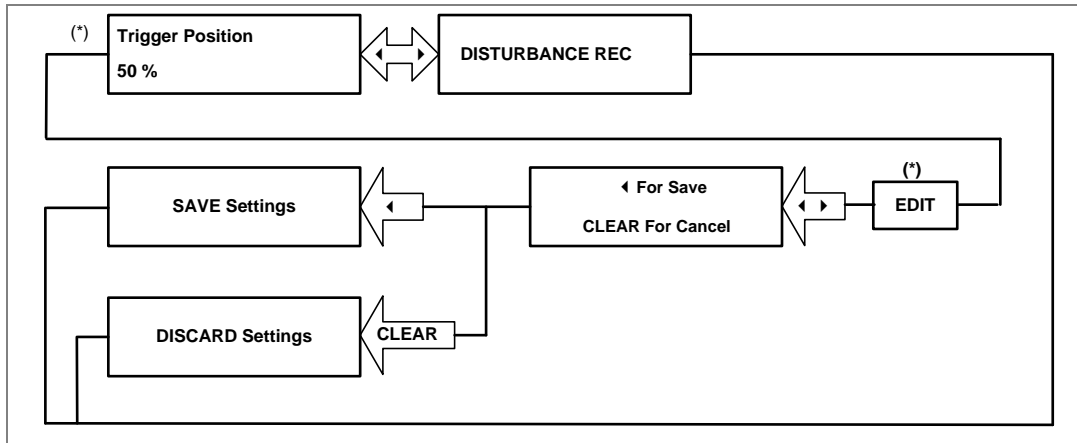 (*)
Trigger Position
50 %
DISTURBANCE REC
(*)
SAVE Settings
◂ For Save
CLEAR For Cancel
EDIT
DISCARD Settings
CLEAR